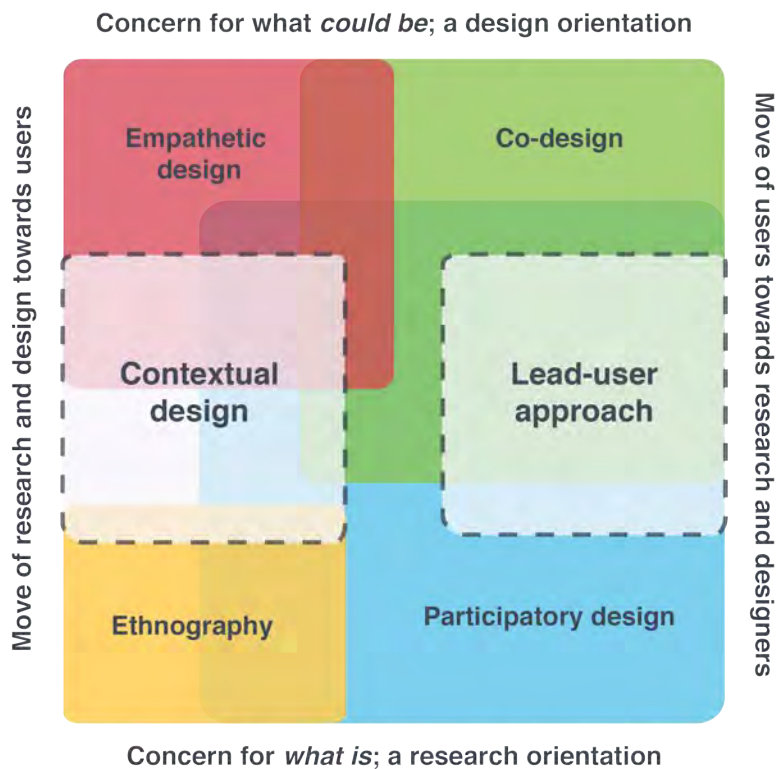 Concern for what could be; a design orientation
Move of research and design towards users
Empathetic
design
Co-design
Move of users towards research and designers
Contextual
design
Lead-user
approach
Ethnography
Participatory design
Concern for what is; a research orientation